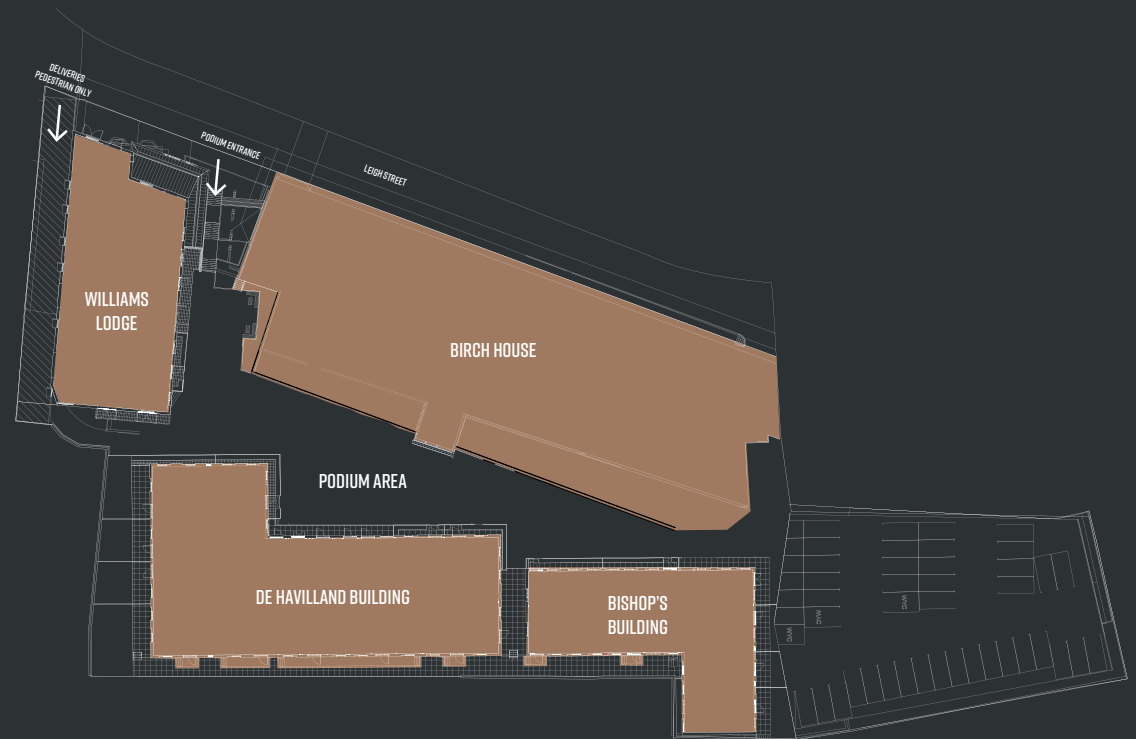 DELIVERIES
PEDESTRIAN ONLY
PODIUM ENTRANCE
LEIGH STREET
WILLIAMS
LODGE
BIRCH HOUSE
PODIUM AREA
DE HAVILLAND BUILDING
BISHOP'S
BUILDING